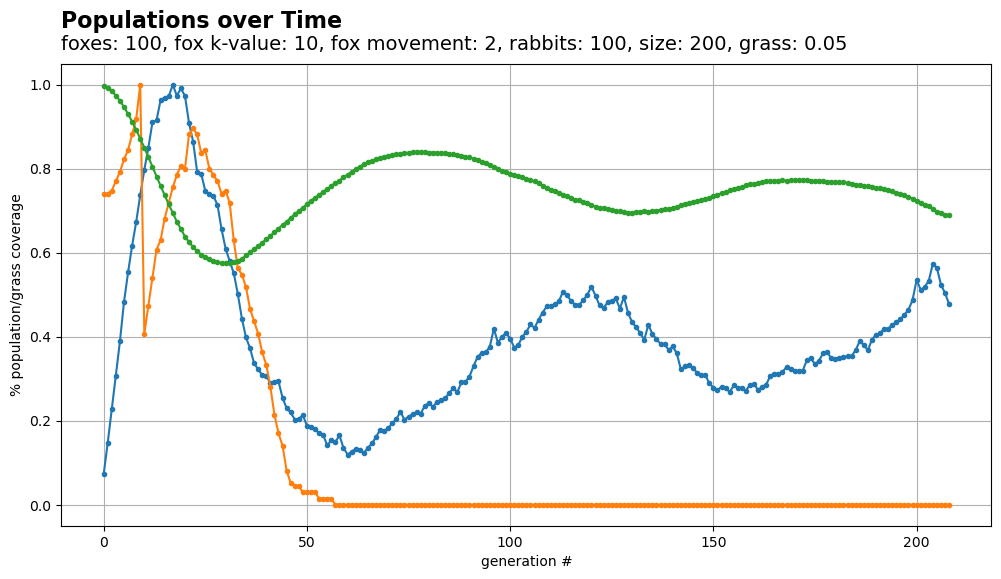 Populations over Time
foxes: 100, fox k-value: 10, fox movement: 2, rabbits: 100, size: 200, grass: 0.05
% population/grass coverage
1.0
0.8
0.6
0.4
0.2
0.0
0 50 100 150 200
generation #